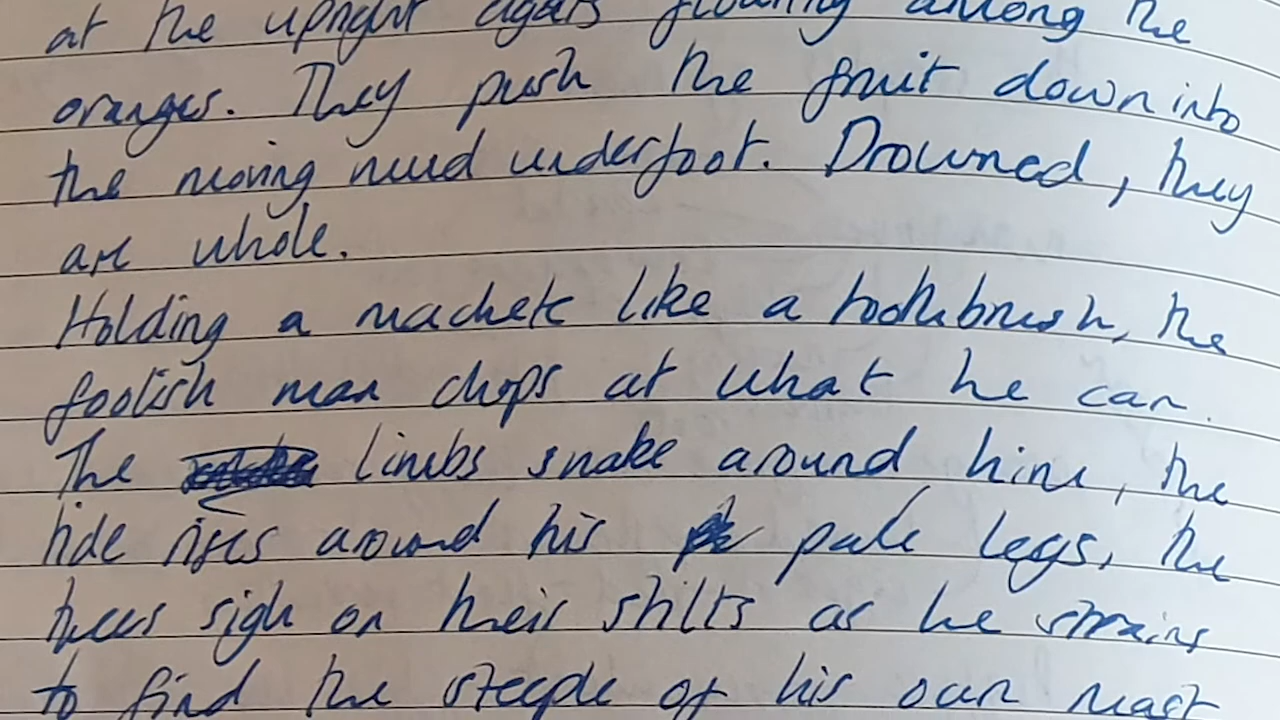 at the upright cigars floating among the
oranges. They push the fruit down into
the moving mud underfoot. Drowned, they
are whole.
Holding a machete like a toothbrush, the
foolish man chops at what he can.
The limbs snake around him, the
tide rises around his pale legs, the
trees sigh on their stilts as he strains
to find the steeple of his own mast